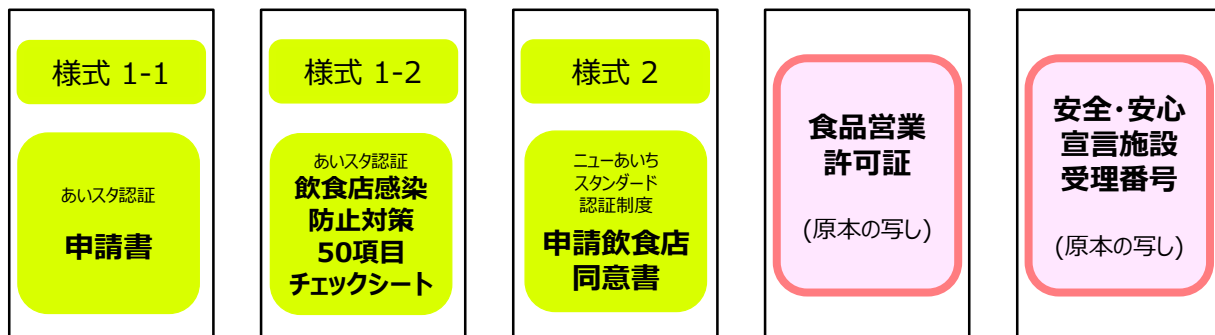 様式 1-1
あいスタ認証
申請書
様式 1-2
あいスタ認証
飲食店感染
防止対策
50項目
チェックシート
様式 2
ニューあいち
スタンダード
認証制度
申請飲食店
同意書
食品営業
許可証
(原本の写し)
安全・安心
宣言施設
受理番号
(原本の写し)